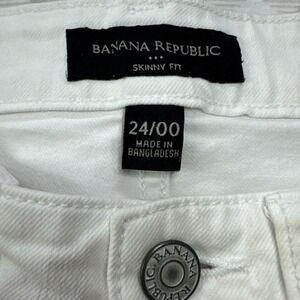 BANANA REPUBLIC
SKINNY FIT
24/00
MADE IN
BANGLADESH
BANANA REPUBLIC